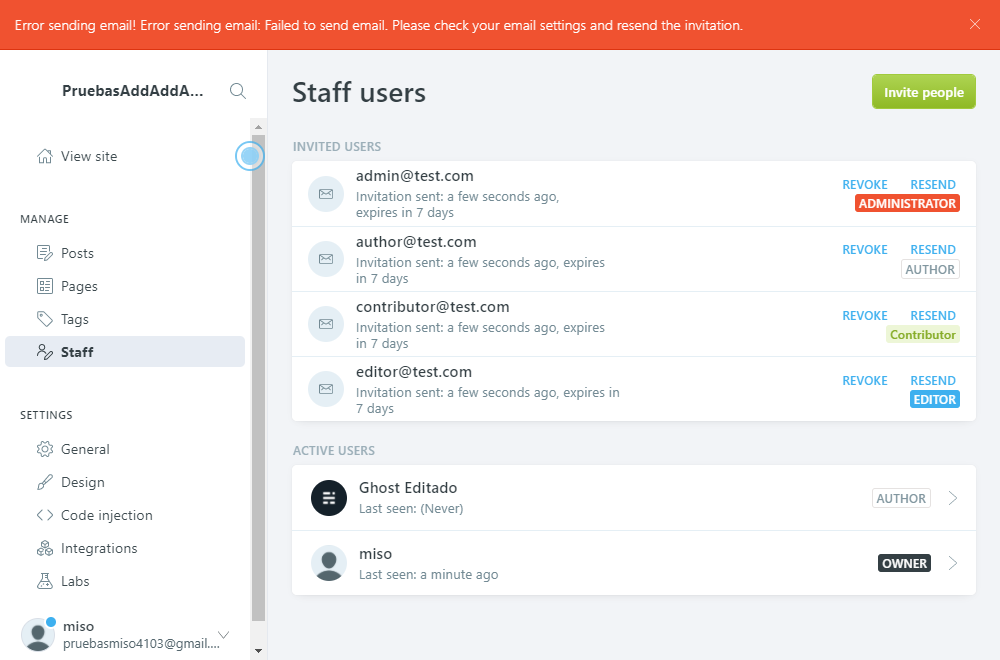 Error sending email! Error sending email: Failed to send email. Please check your email settings and resend the invitation.
PruebasAddAddA...
View site
MANAGE
Posts
Pages
Tags
Staff
SETTINGS
General
Design
Code injection
Integrations
Labs
miso
pruebasmiso4103@gmail....
Staff users
Invite people
INVITED USERS
admin@test.com
Invitation sent: a few seconds ago,
expires in 7 days
REVOKE RESEND
ADMINISTRATOR
author@test.com
Invitation sent: a few seconds ago, expires
in 7 days
REVOKE RESEND
AUTHOR
contributor@test.com
Invitation sent: a few seconds ago, expires
in 7 days
REVOKE RESEND
Contributor
editor@test.com
Invitation sent: a few seconds ago, expires in
7 days
REVOKE RESEND
EDITOR
ACTIVE USERS
Ghost Editado
Last seen: (Never)
AUTHOR
miso
Last seen: a minute ago
OWNER